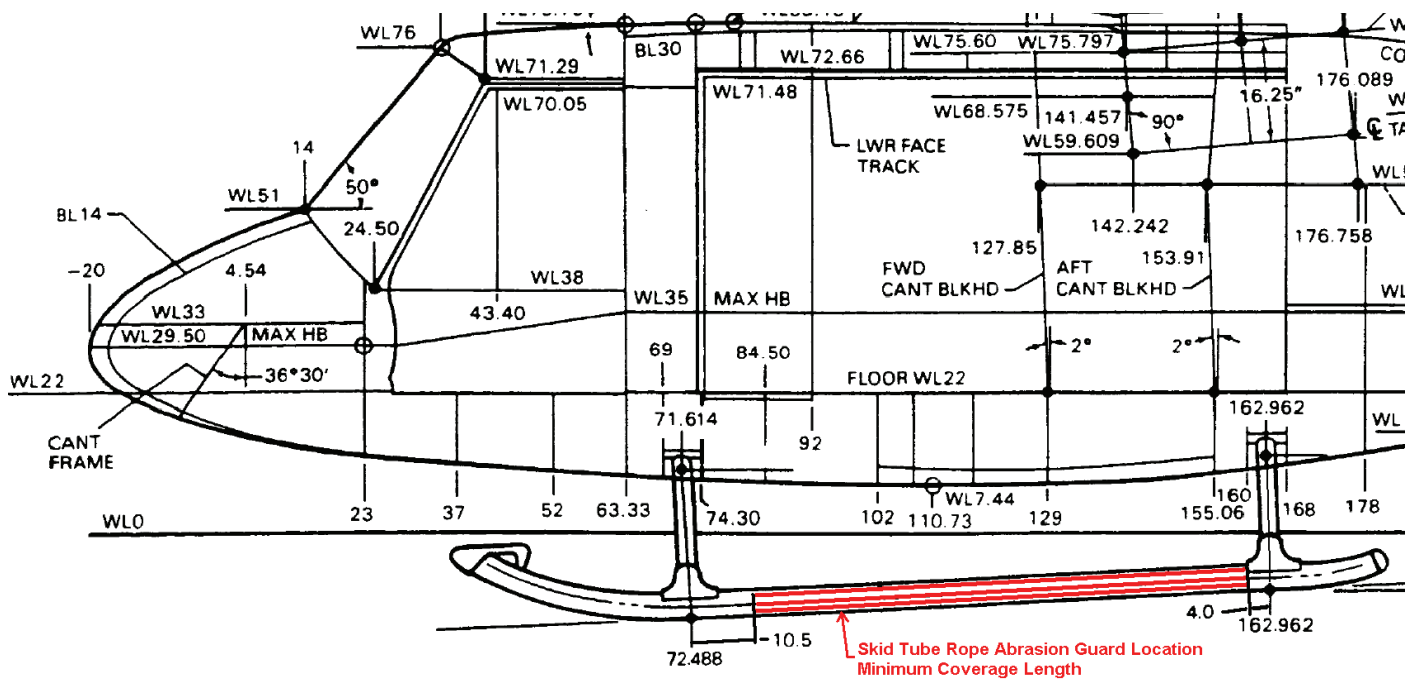 WL76
BL30
WL75.60
WL75.797
WL72.66
WL71.29
176.089
WL70.05
WL71.48
16.25"
WL68.575
141.457
90°
℄
TA
WL59.609
LWR FACE
TRACK
14
50°
WL51
BL14
24.50
142.242
127.85
153.91
176.758
-20
4.54
WL38
FWD
CANT BLKHD
AFT
CANT BLKHD
WL35
MAX HB
WL33
43.40
WL29.50
MAX HB
69
84.50
2°
2°
36°30'
WL22
FLOOR WL22
71.614
162.962
CANT
FRAME
92
WL
WL7.44
160
WL0
23
37
52
63.33
74.30
102
110.73
129
155.06
168
178
10.5
4.0
72.488
162.962
Skid Tube Rope Abrasion Guard Location
Minimum Coverage Length